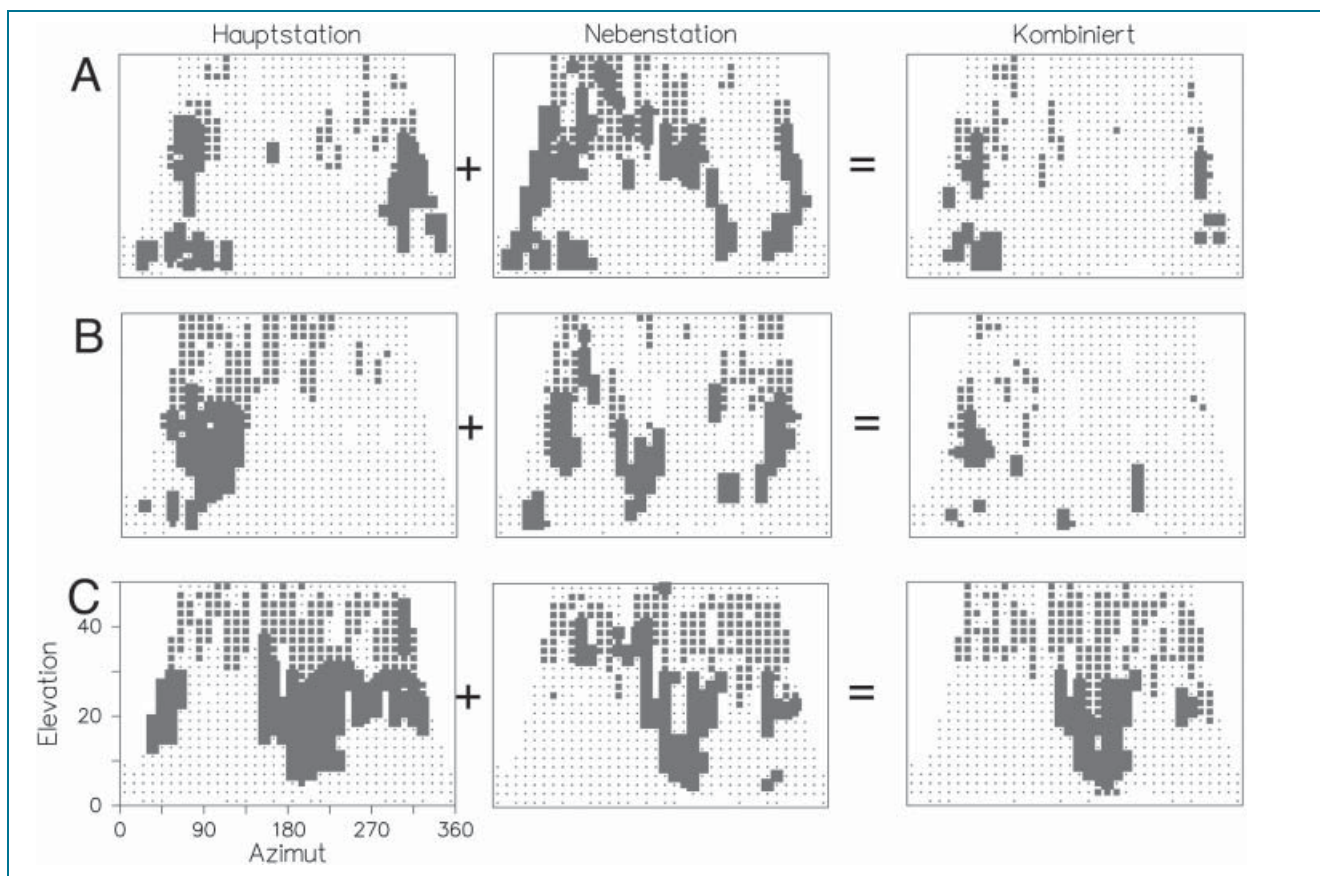 Hauptstation Nebenstation Kombiniert
A
+ =
B
+ =
C
+ =
Elevation
40
20
0
0 90 180 270 360
Azimut